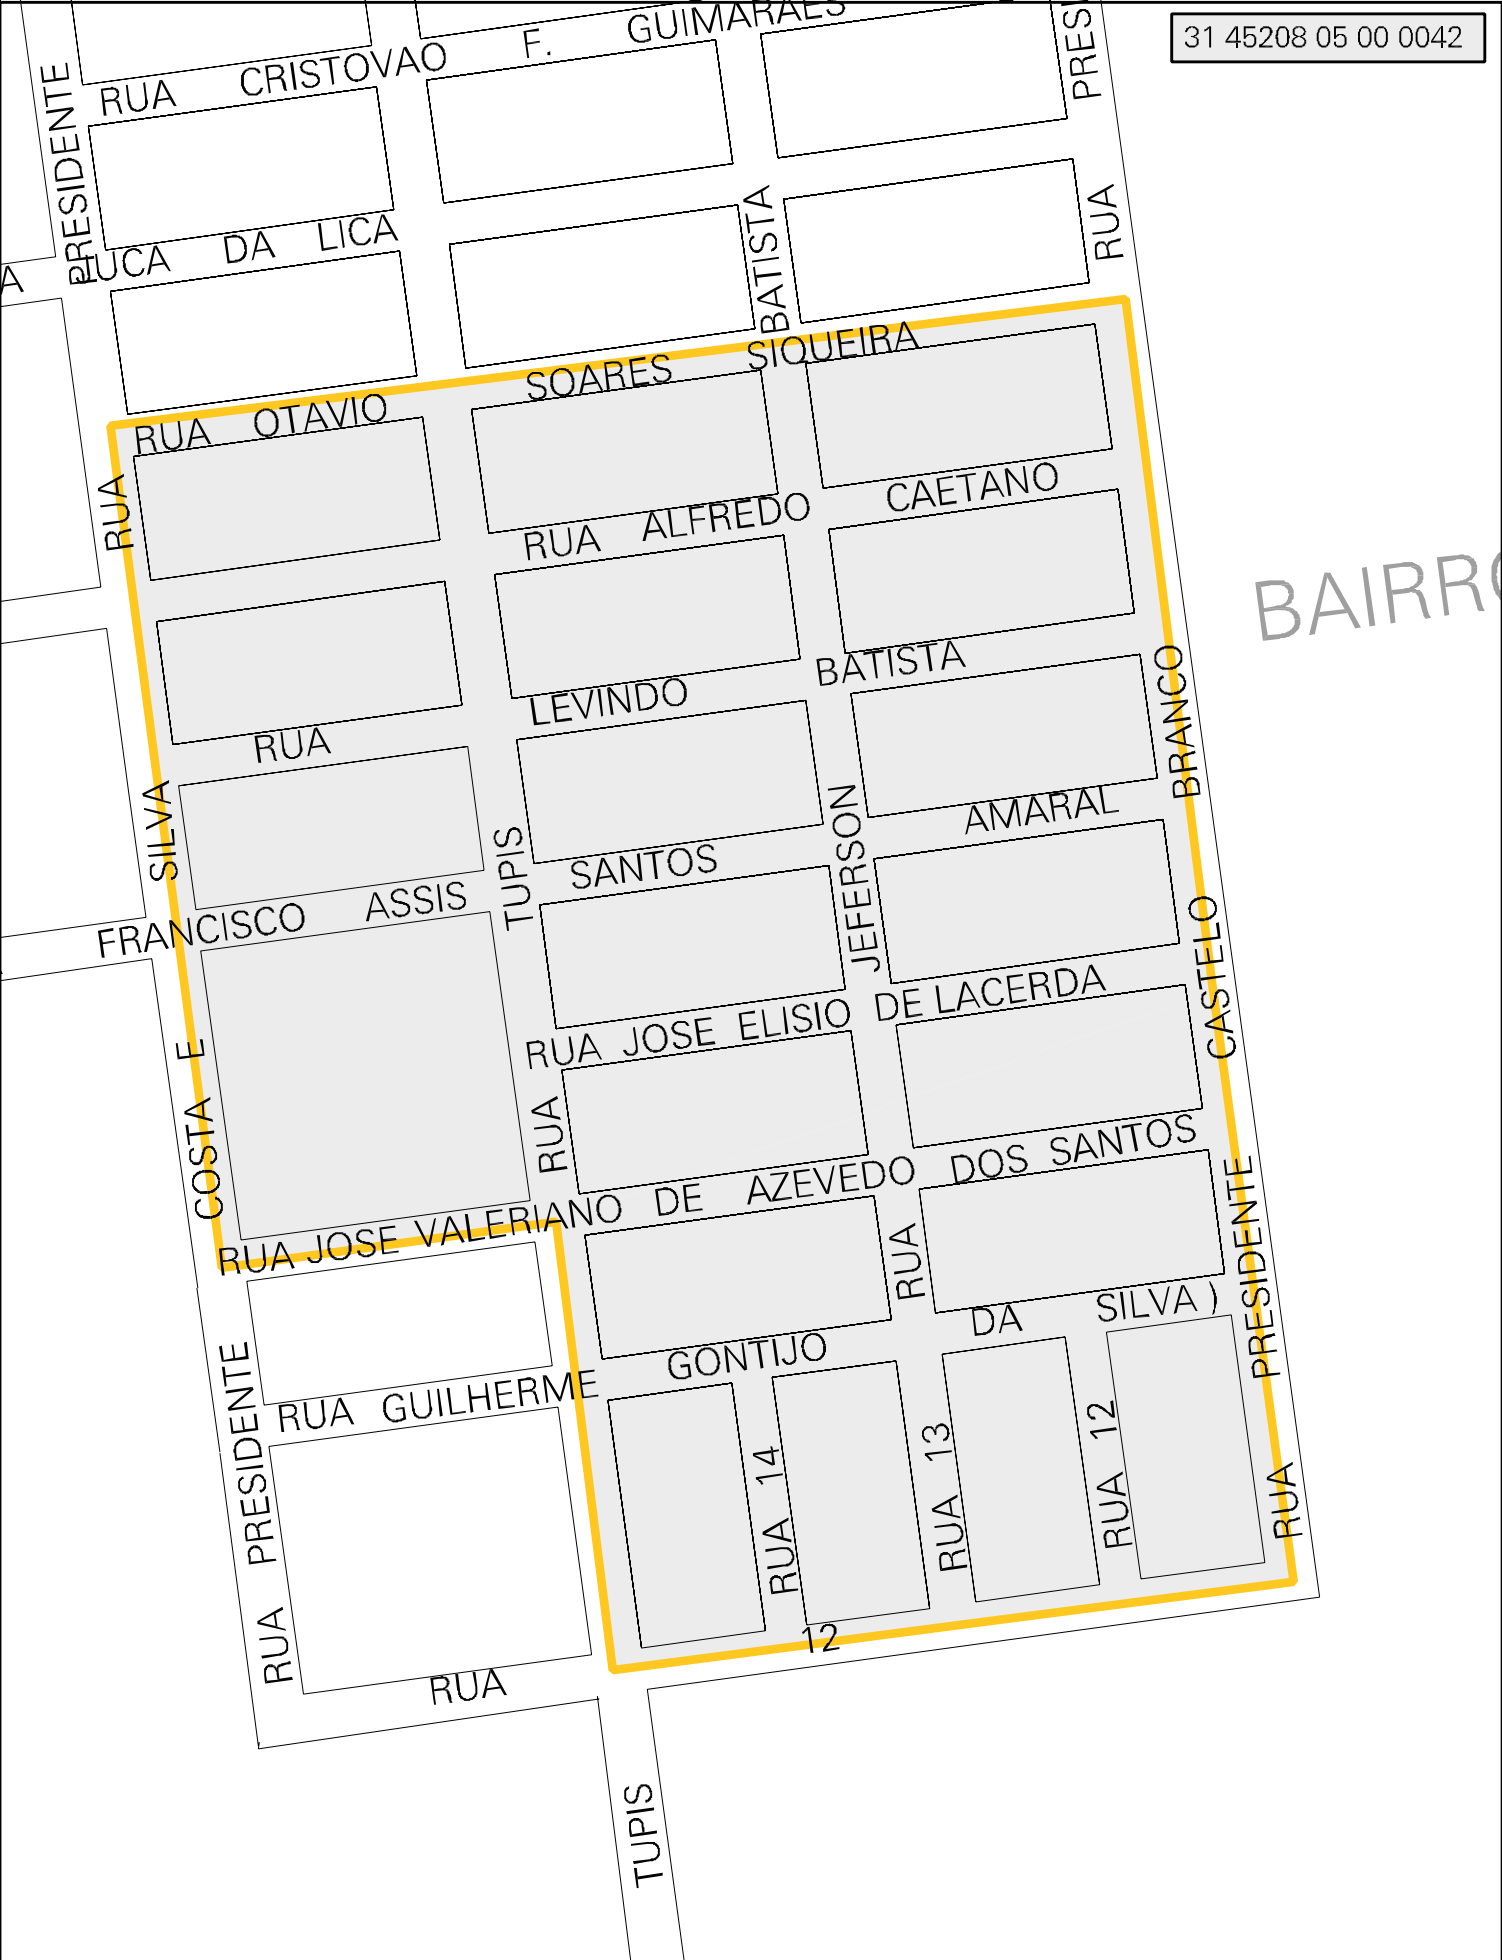 31 45208 05 00 0042
RUA CRISTOVAO F. GUIMARAES
PRESIDENTE
JUCA DA LICA
A
BATISTA
RUA
RUA OTAVIO SOARES SIQUEIRA
RUA
RUA ALFREDO CAETANO
BAIRRO
RUA LEVINDO BATISTA
BRANCO
SILVA
TUPIS
JEFERSON
FRANCISCO ASSIS SANTOS AMARAL
CASTELO
RUA JOSE ELISIO DE LACERDA
COSTA E
RUA
RUA JOSE VALERIANO DE AZEVEDO DOS SANTOS
PRESIDENTE
RUA
RUA GUILHERME GONTIJO DA SILVA )
PRESIDENTE
RUA PRESIDENTE
RUA 14
RUA 13
RUA 12
RUA
RUA 12
TUPIS